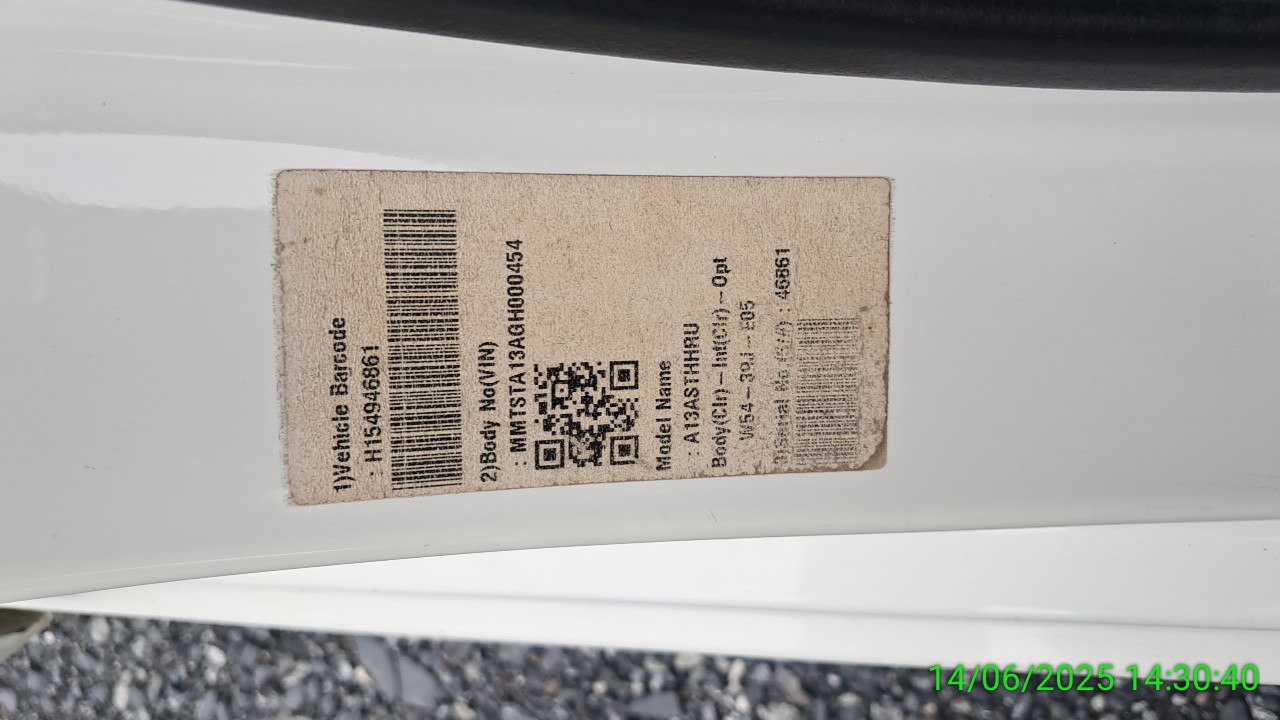 1)Vehicle Barcode
: H154946861
2)Body No(VIN)
: MMTSTA13AGH000454
Model Name
: A13ASTHHRU
Body(Clr)-Int(Clr)-Opt
W54-39J-E05
: 46861
14/06/2025 14:30:40